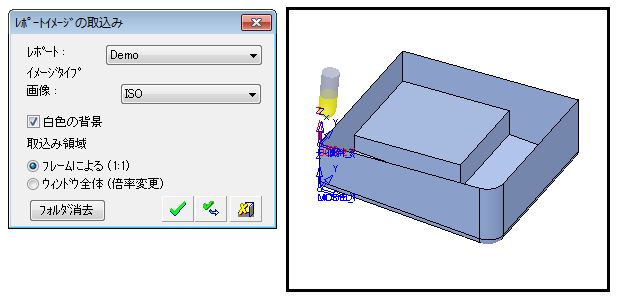 ﾚﾎﾟｰﾄｲﾒｰｼﾞの取込み
ﾚﾎﾟｰﾄ :
Demo
ｲﾒｰｼﾞﾀｲﾌﾟ
画像 :
ISO
白色の背景
取込み領域
ﾌﾚｰﾑによる (1:1)
ｳｨﾝﾄﾞｳ全体 (倍率変更)
ﾌｫﾙﾀﾞ消去
Z
X
Y
Z
Y